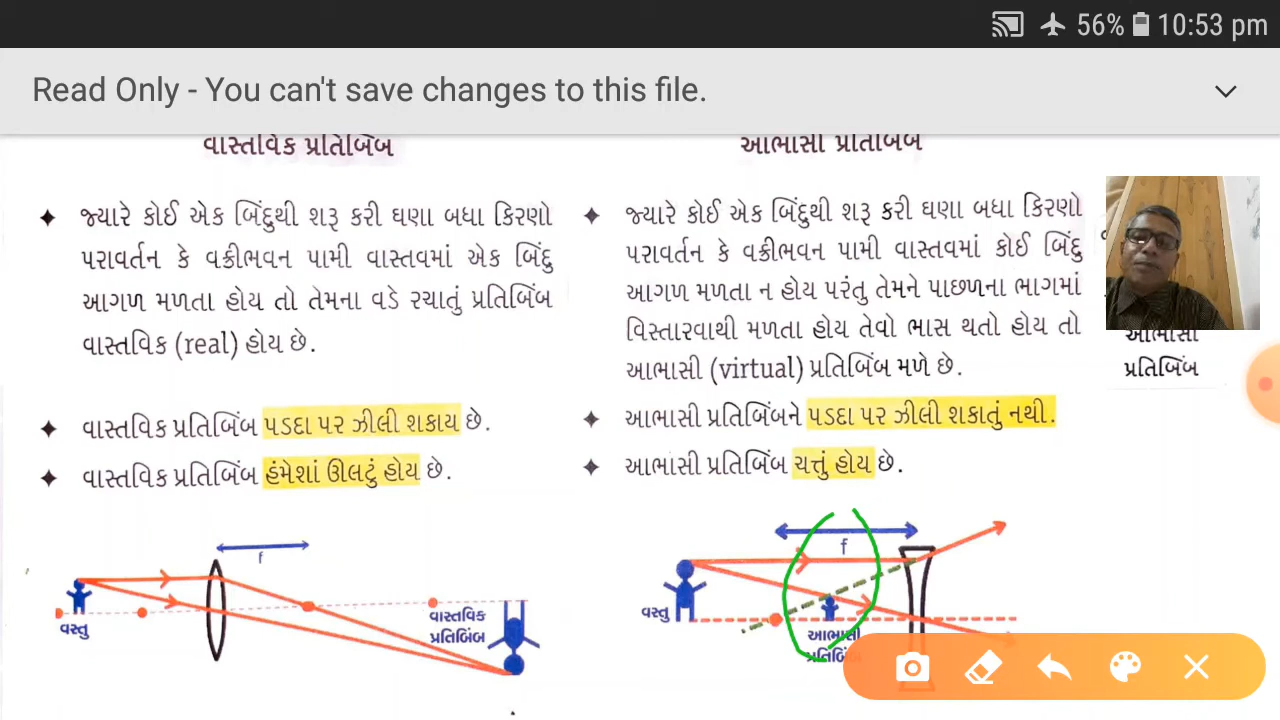 56% 10:53 pm
Read Only - You can't save changes to this file.
વાસ્તવિક પ્રતિબિંબ
જ્યારે કોઈ એક બિંદુથી શરૂ કરી ઘણા બધા કિરણો
પરાવર્તન કે વક્રીભવન પામી વાસ્તવમાં એક બિંદુ
આગળ મળતા હોય તો તેમના વડે રચાતું પ્રતિબિંબ
વાસ્તવિક (real) હોય છે.
વાસ્તવિક પ્રતિબિંબ પડદા પર ઝીલી શકાય છે.
વાસ્તવિક પ્રતિબિંબ હંમેશાં ઊલટું હોય છે.
f
વસ્તુ
વાસ્તવિક
પ્રતિબિંબ
આભાસી પ્રતિબિંબ
જ્યારે કોઈ એક બિંદુથી શરૂ કરી ઘણા બધા કિરણો
પરાવર્તન કે વક્રીભવન પામી વાસ્તવમાં કોઈ બિંદુ
આગળ મળતા ન હોય પરંતુ તેમને પાછળના ભાગમાં
વિસ્તારવાથી મળતા હોય તેવો ભાસ થતો હોય તો
આભાસી (virtual) પ્રતિબિંબ મળે છે.
આભાસી પ્રતિબિંબને પડદા પર ઝીલી શકાતું નથી.
આભાસી પ્રતિબિંબ ચત્તું હોય છે.
f
વસ્તુ
આભાસી
પ્રતિબિંબ
આભાસી
પ્રતિબિંબ